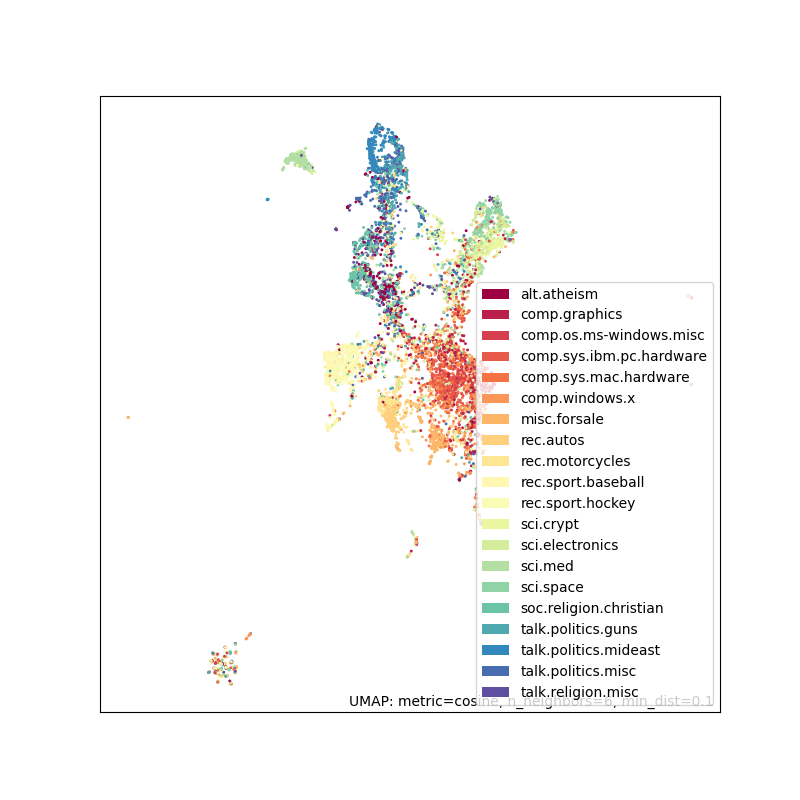 alt.atheism
comp.graphics
comp.os.ms-windows.misc
comp.sys.ibm.pc.hardware
comp.sys.mac.hardware
comp.windows.x
misc.forsale
rec.autos
rec.motorcycles
rec.sport.baseball
rec.sport.hockey
sci.crypt
sci.electronics
sci.med
sci.space
soc.religion.christian
talk.politics.guns
talk.politics.mideast
talk.politics.misc
talk.religion.misc
UMAP: metric=cosine, n_neighbors=6, min_dist=0.1